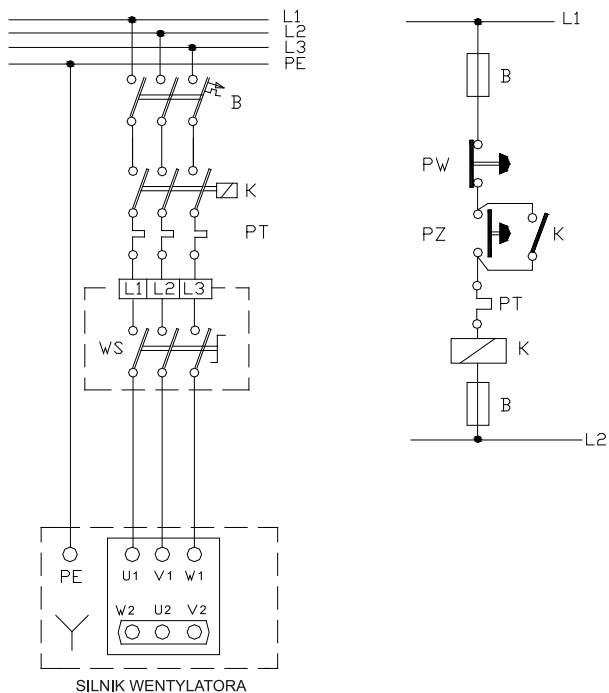 L1
L2
L3
PE
B
K
PT
L1 L2 L3
WS
PE
U1 V1 W1
W2 U2 V2
SILNIK WENTYLATORA
L1
B
PW
PZ K
PT
K
B
L2